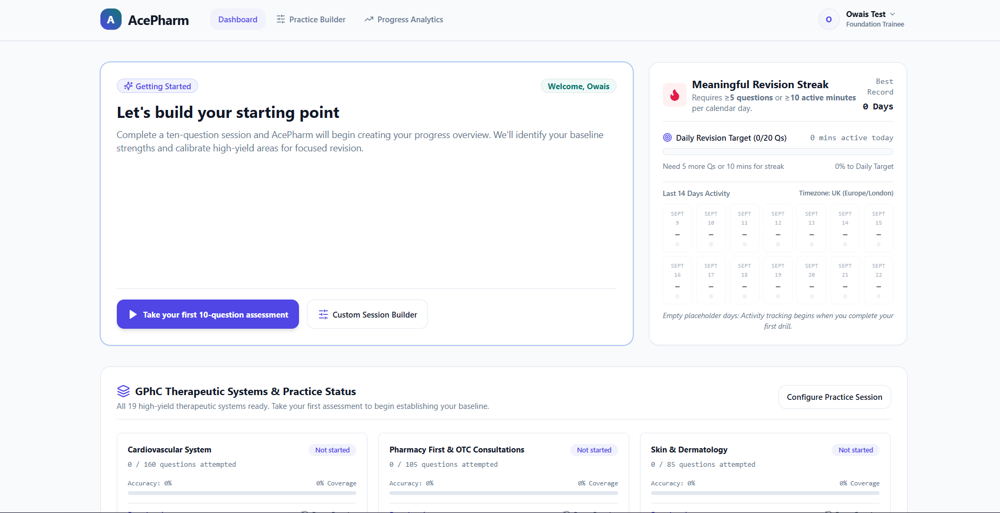 A AcePharm
Dashboard
Practice Builder
Progress Analytics
O
Owais Test
Foundation Trainee
Getting Started
Welcome, Owais
Let's build your starting point
Complete a ten-question session and AcePharm will begin creating your progress overview. We'll identify your baseline
strengths and calibrate high-yield areas for focused revision.
Take your first 10-question assessment
Custom Session Builder
Meaningful Revision Streak
Requires ≥5 questions or ≥10 active minutes
per calendar day.
Best
Record
0 Days
Daily Revision Target (0/20 Qs)
0 mins active today
Need 5 more Qs or 10 mins for streak
0% to Daily Target
Last 14 Days Activity
Timezone: UK (Europe/London)
SEPT SEPT SEPT SEPT SEPT SEPT SEPT
9 10 11 12 13 14 15
– – – – – – –
SEPT SEPT SEPT SEPT SEPT SEPT SEPT
16 17 18 19 20 21 22
– – – – – – –
Empty placeholder days: Activity tracking begins when you complete your
first drill.
GPhC Therapeutic Systems & Practice Status
All 19 high-yield therapeutic systems ready. Take your first assessment to begin establishing your baseline.
Configure Practice Session
Cardiovascular System
Not started
0 / 160 questions attempted
Accuracy: 0%
0% Coverage
Pharmacy First & OTC Consultations
Not started
0 / 105 questions attempted
Accuracy: 0%
0% Coverage
Skin & Dermatology
Not started
0 / 85 questions attempted
Accuracy: 0%
0% Coverage